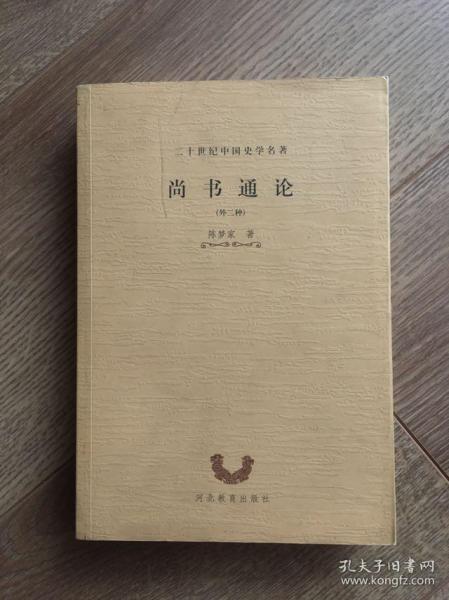 二十世纪中国史学名著
尚书通论
(外二种)
陈梦家 著
河北教育出版社
孔夫子旧书网
www.kongfz.com